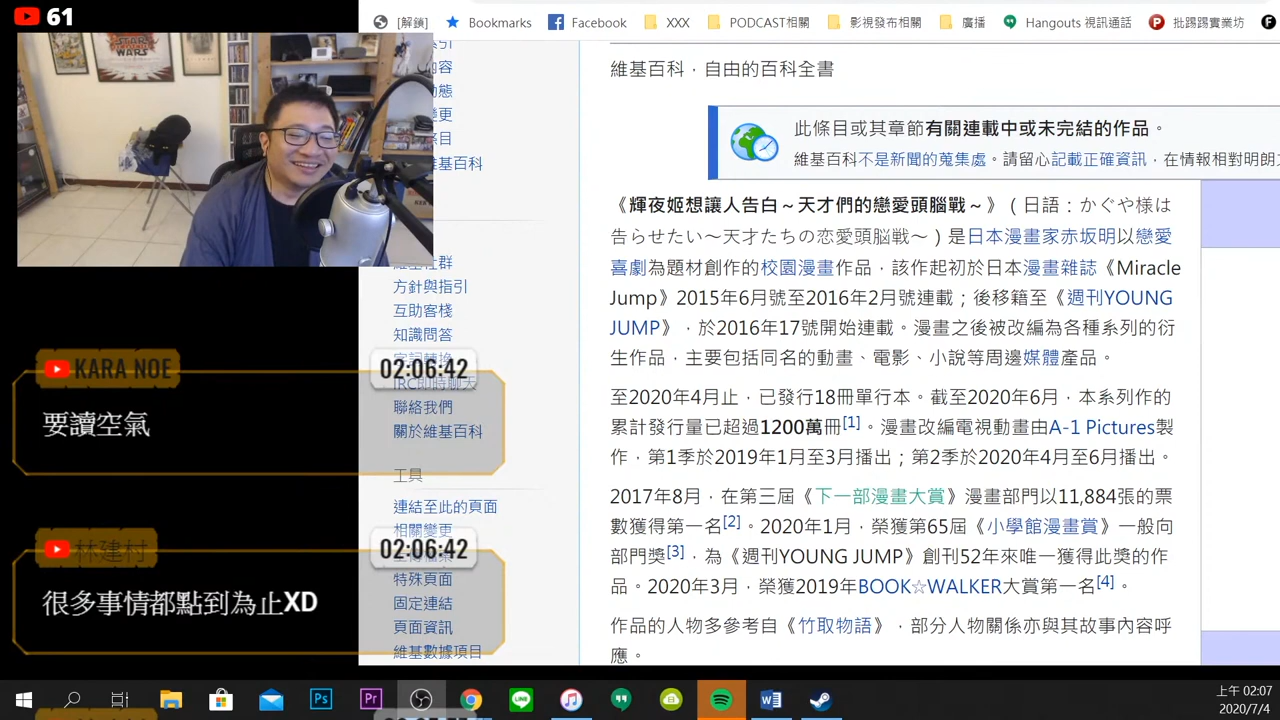 61
[解鎖]
Bookmarks
Facebook
XXX
PODCAST相關
影視發布相關
廣播
Hangouts 視訊通話
批踢踢實業坊
STAR WARS
維基百科，自由的百科全書
此條目或其章節有關連載中或未完結的作品。
維基百科不是新聞的蒐集處。請留心記載正確資訊，在情報相對明朗
《輝夜姬想讓人告白～天才們的戀愛頭腦戰～》（日語：かぐや様は
告らせたい～天才たちの恋愛頭脳戦～）是日本漫畫家赤坂明以戀愛
喜劇為題材創作的校園漫畫作品，該作起初於日本漫畫雜誌《Miracle
Jump》2015年6月號至2016年2月號連載；後移籍至《週刊YOUNG
JUMP》，於2016年17號開始連載。漫畫之後被改編為各種系列的衍
生作品，主要包括同名的動畫、電影、小說等周邊媒體產品。
至2020年4月止，已發行18冊單行本。截至2020年6月，本系列作的
累計發行量已超過1200萬冊[1]。漫畫改編電視動畫由A-1 Pictures製
作，第1季於2019年1月至3月播出；第2季於2020年4月至6月播出。
2017年8月，在第三屆《下一部漫畫大賞》漫畫部門以11,884張的票
數獲得第一名[2]。2020年1月，榮獲第65屆《小學館漫畫賞》一般向
部門獎[3]，為《週刊YOUNG JUMP》創刊52年來唯一獲得此獎的作
品。2020年3月，榮獲2019年BOOK☆WALKER大賞第一名[4]。
作品的人物多參考自《竹取物語》，部分人物關係亦與其故事內容呼
應。
維基社群
方針與指引
互助客棧
知識問答
字詞轉換
IRC即時聊天
聯絡我們
關於維基百科
工具
連結至此的頁面
相關變更
上傳檔案
特殊頁面
固定連結
頁面資訊
維基數據項目
KARA NOE
02:06:42
要讀空氣
林建村
02:06:42
很多事情都點到為止XD
上午 02:07
2020/7/4